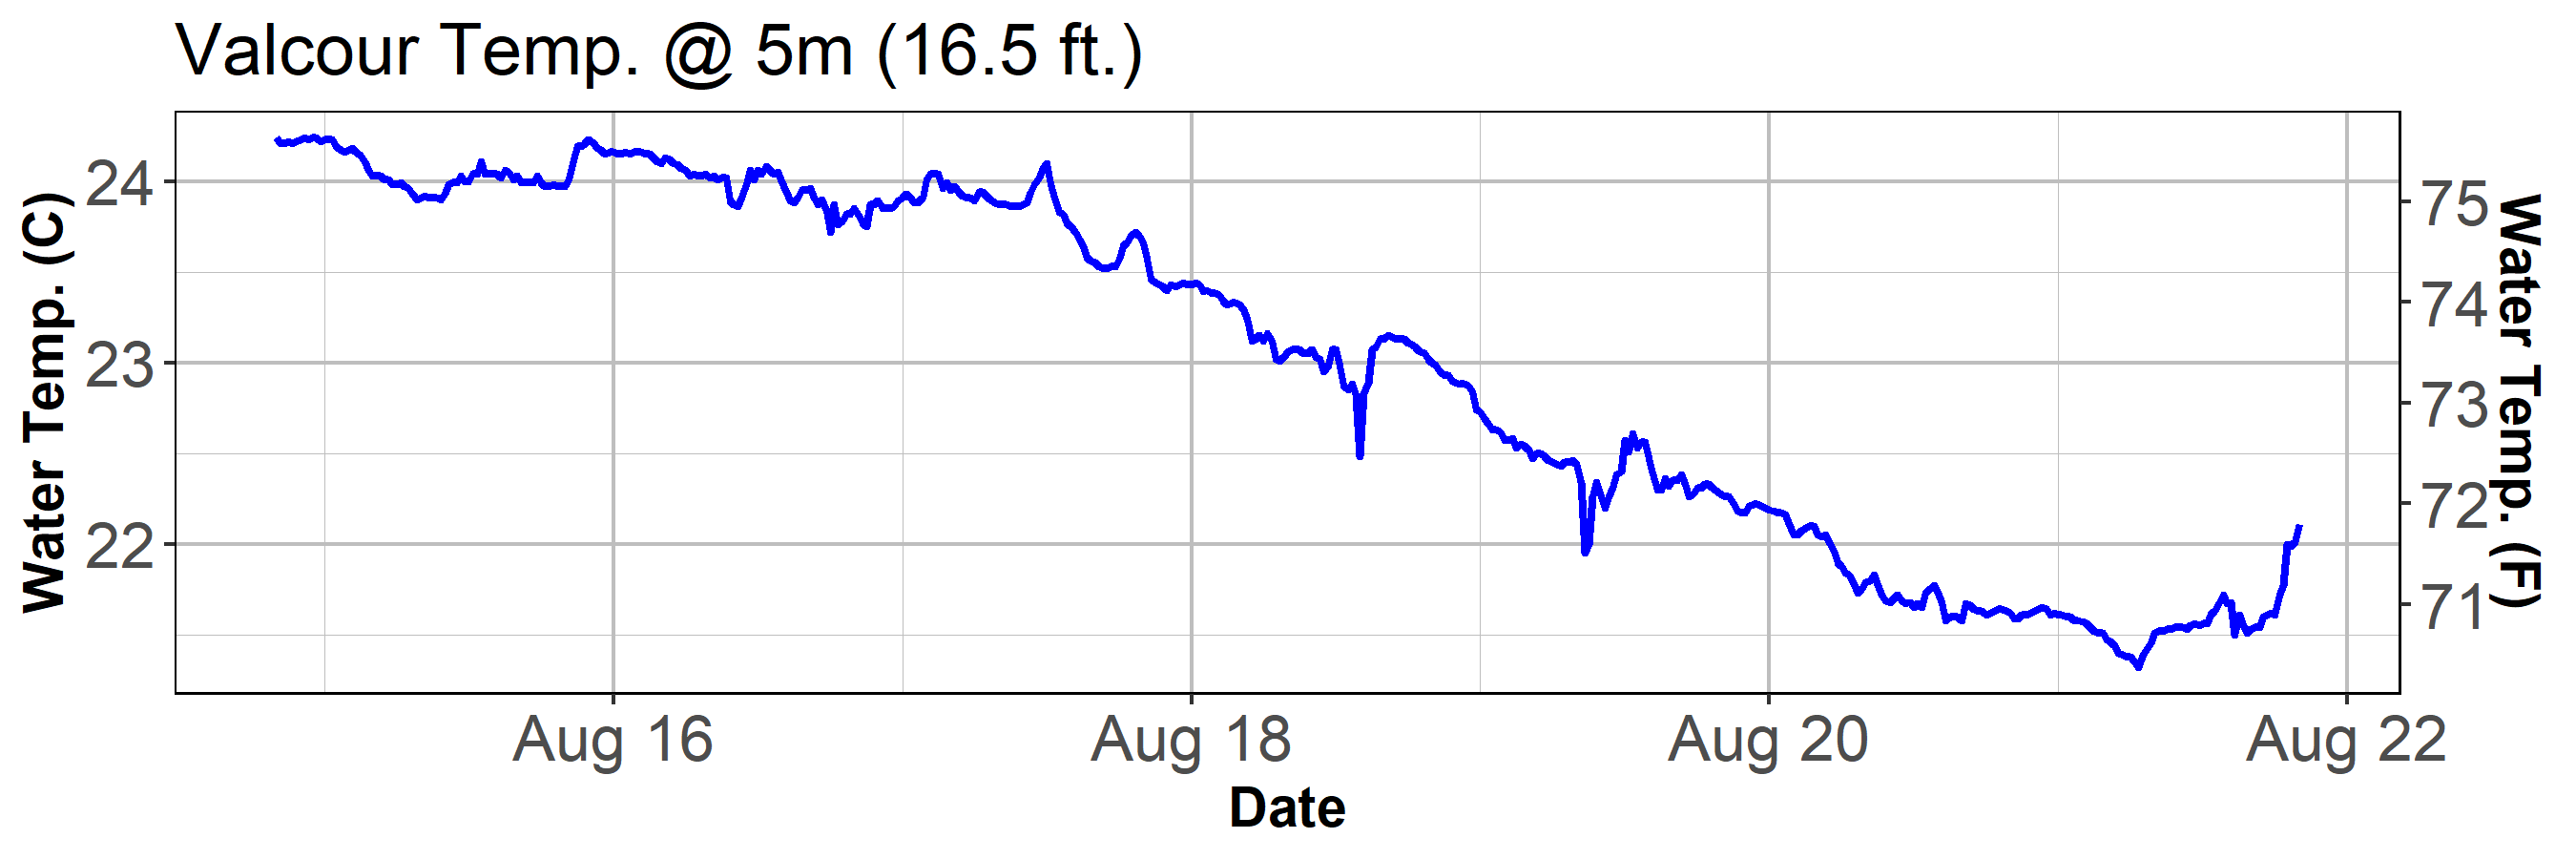 Valcour Temp. @ 5m (16.5 ft.)
Water Temp. (C)
24
23
22
75
74
73
72
71
Water Temp. (F)
Aug 16
Aug 18
Aug 20
Aug 22
Date